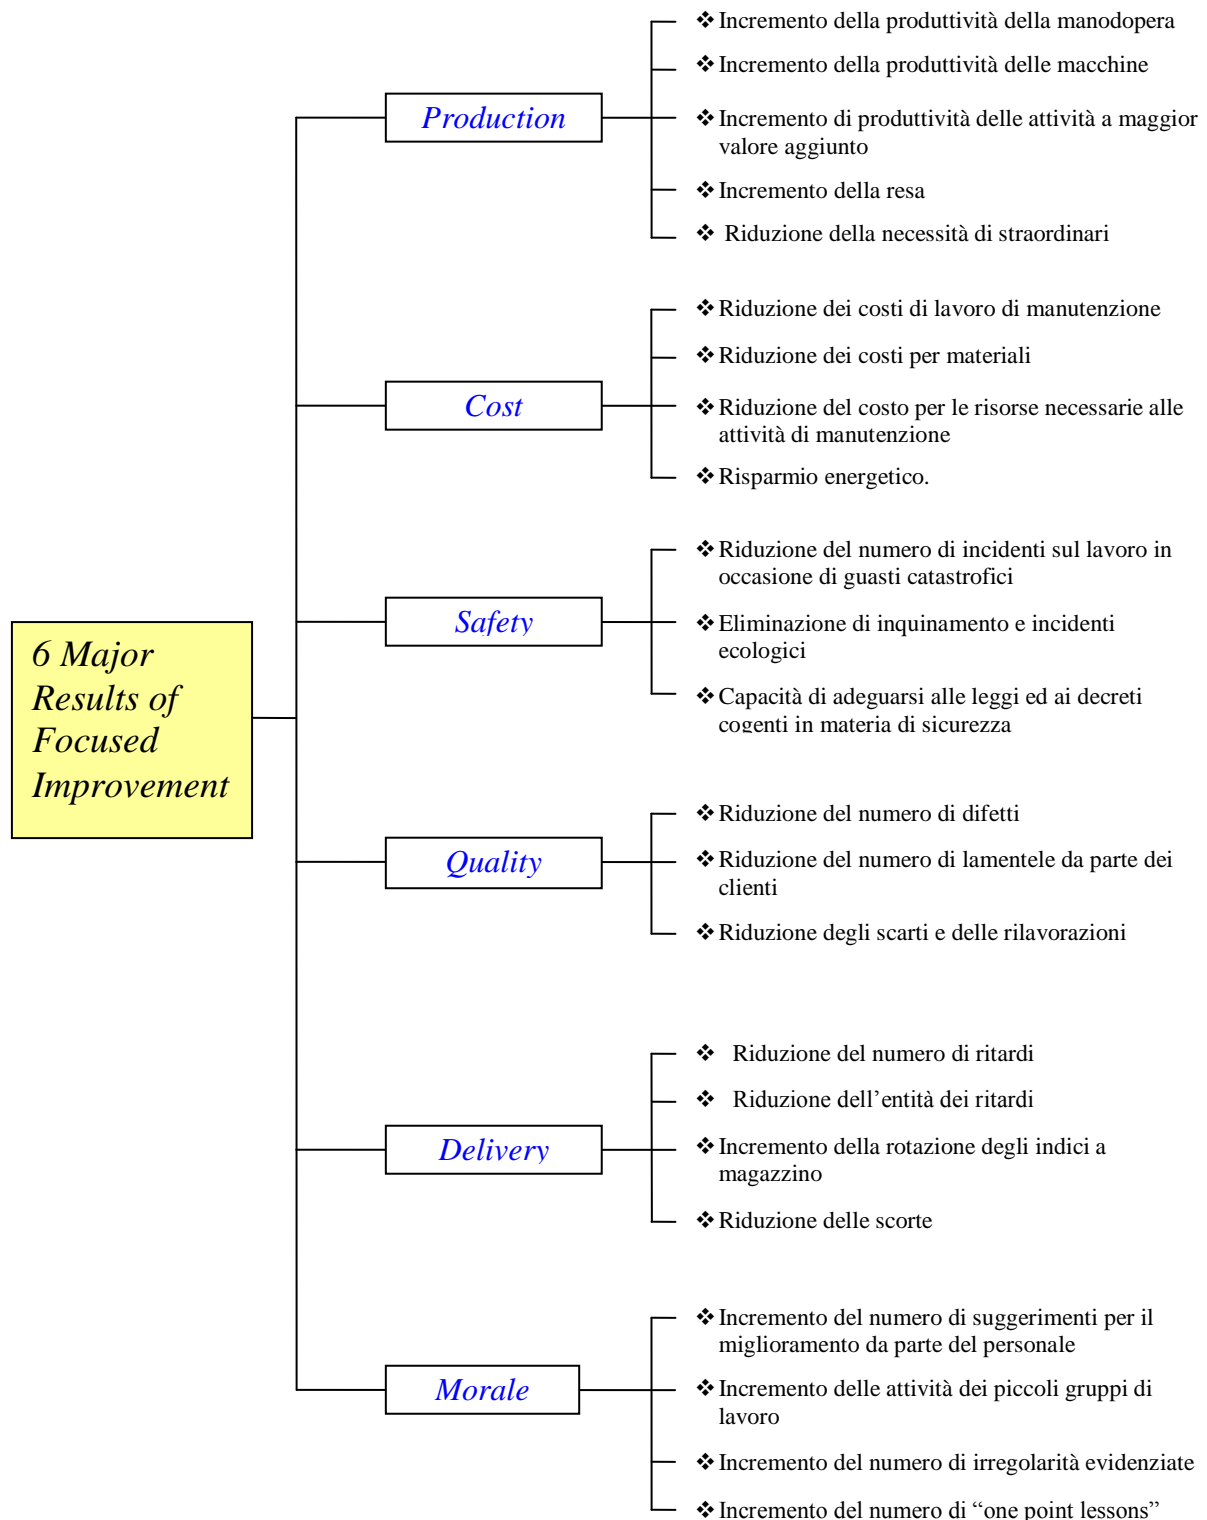 6 Major
Results of
Focused
Improvement
Production
❖ Incremento della produttività della manodopera
❖ Incremento della produttività delle macchine
❖ Incremento di produttività delle attività a maggior
valore aggiunto
❖ Incremento della resa
❖ Riduzione della necessità di straordinari
Cost
❖ Riduzione dei costi di lavoro di manutenzione
❖ Riduzione dei costi per materiali
❖ Riduzione del costo per le risorse necessarie alle
attività di manutenzione
❖ Risparmio energetico.
Safety
❖ Riduzione del numero di incidenti sul lavoro in
occasione di guasti catastrofici
❖ Eliminazione di inquinamento e incidenti
ecologici
❖ Capacità di adeguarsi alle leggi ed ai decreti
cogenti in materia di sicurezza
Quality
❖ Riduzione del numero di difetti
❖ Riduzione del numero di lamentele da parte dei
clienti
❖ Riduzione degli scarti e delle rilavorazioni
Delivery
❖ Riduzione del numero di ritardi
❖ Riduzione dell’entità dei ritardi
❖ Incremento della rotazione degli indici a
magazzino
❖ Riduzione delle scorte
Morale
❖ Incremento del numero di suggerimenti per il
miglioramento da parte del personale
❖ Incremento delle attività dei piccoli gruppi di
lavoro
❖ Incremento del numero di irregolarità evidenziate
❖ Incremento del numero di “one point lessons”